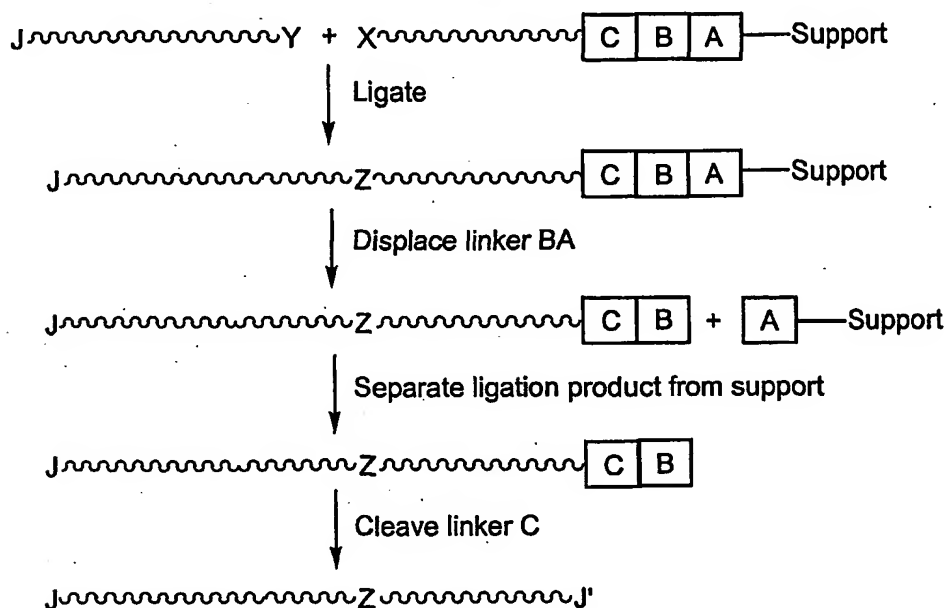 J Y + X C B A Support
Ligate
J Z C B A Support
Displace linker BA
J Z C B + A Support
Separate ligation product from support
J Z C B
Cleave linker C
J Z J'